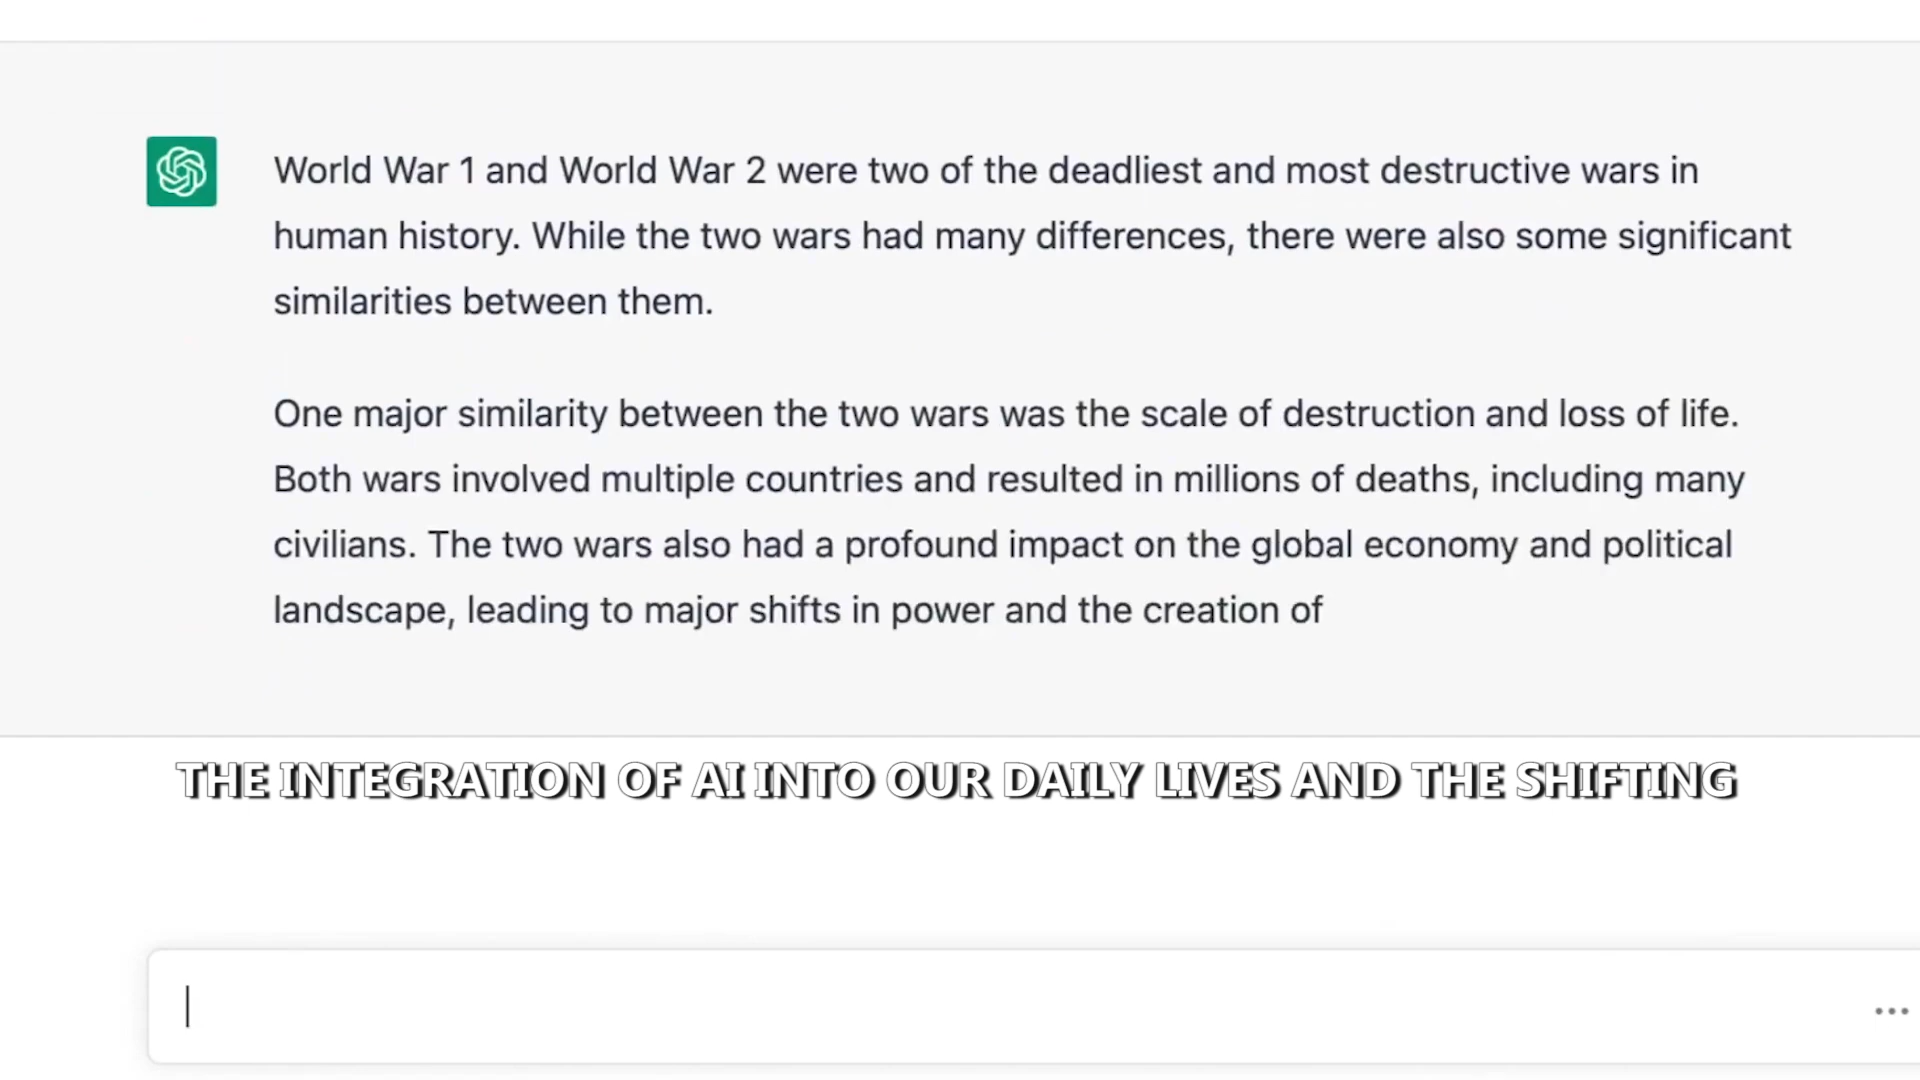 World War 1 and World War 2 were two of the deadliest and most destructive wars in
human history. While the two wars had many differences, there were also some significant
similarities between them.
One major similarity between the two wars was the scale of destruction and loss of life.
Both wars involved multiple countries and resulted in millions of deaths, including many
civilians. The two wars also had a profound impact on the global economy and political
landscape, leading to major shifts in power and the creation of
THE INTEGRATION OF AI INTO OUR DAILY LIVES AND THE SHIFTING